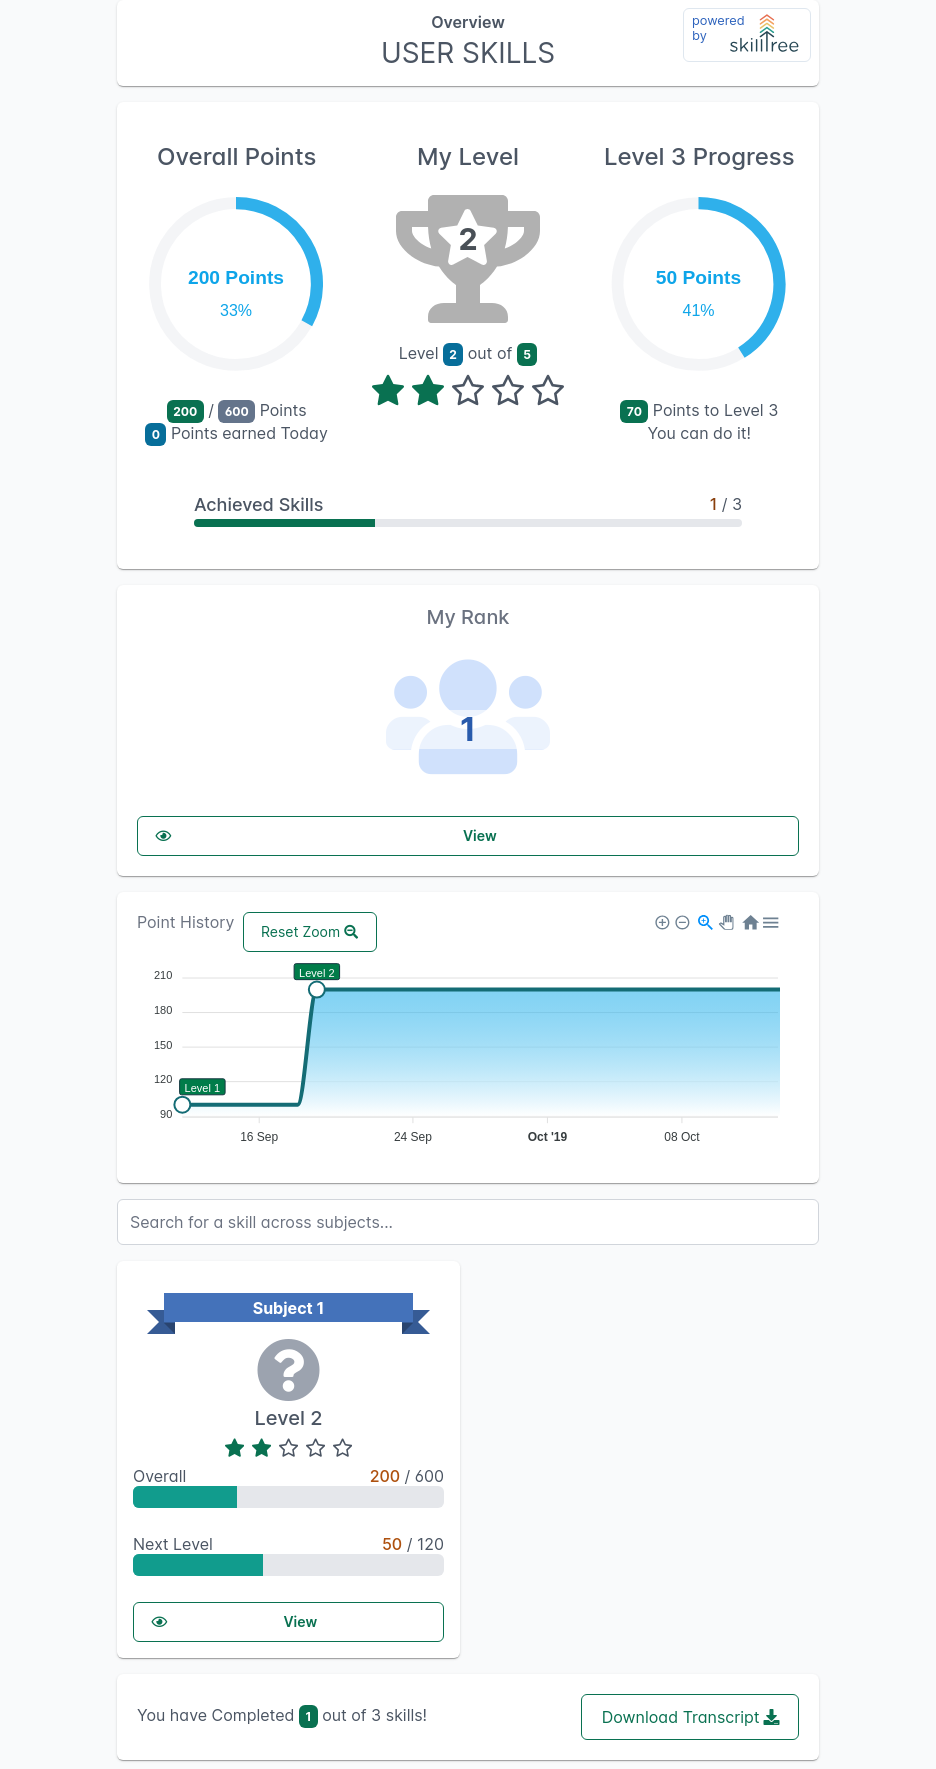 Overview
USER SKILLS
powered
by
skilltree
Overall Points
My Level
Level 3 Progress
200 Points
33%
2
50 Points
41%
Level 2 out of 5
200 / 600 Points
0 Points earned Today
70 Points to Level 3
You can do it!
Achieved Skills
1 / 3
My Rank
1
View
Point History
Reset Zoom
210
180
150
120
90
Level 2
Level 1
16 Sep
24 Sep
Oct '19
08 Oct
Search for a skill across subjects...
Subject 1
Level 2
Overall
200 / 600
Next Level
50 / 120
View
You have Completed 1 out of 3 skills!
Download Transcript